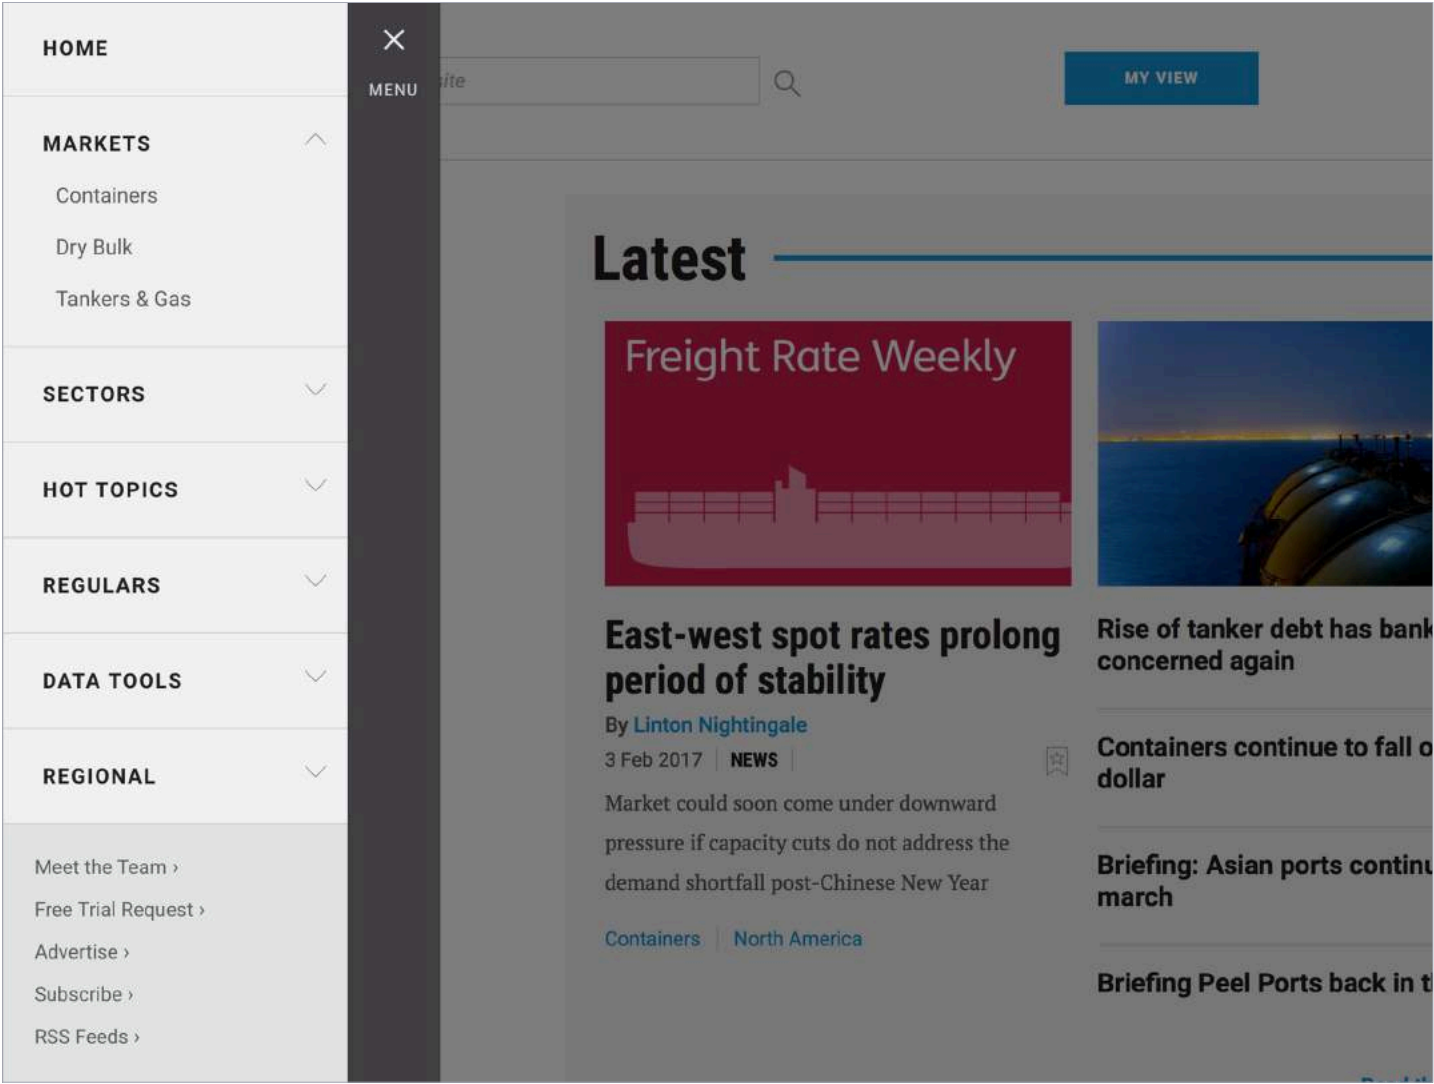 HOME
MARKETS
Containers
Dry Bulk
Tankers & Gas
SECTORS
HOT TOPICS
REGULARS
DATA TOOLS
REGIONAL
Meet the Team ›
Free Trial Request ›
Advertise ›
Subscribe ›
RSS Feeds ›
MENU
site
MY VIEW
Latest
Freight Rate Weekly
East-west spot rates prolong
period of stability
By Linton Nightingale
3 Feb 2017
NEWS
Market could soon come under downward
pressure if capacity cuts do not address the
demand shortfall post-Chinese New Year
Containers
North America
Rise of tanker debt has bank
concerned again
Containers continue to fall o
dollar
Briefing: Asian ports continu
march
Briefing Peel Ports back in t